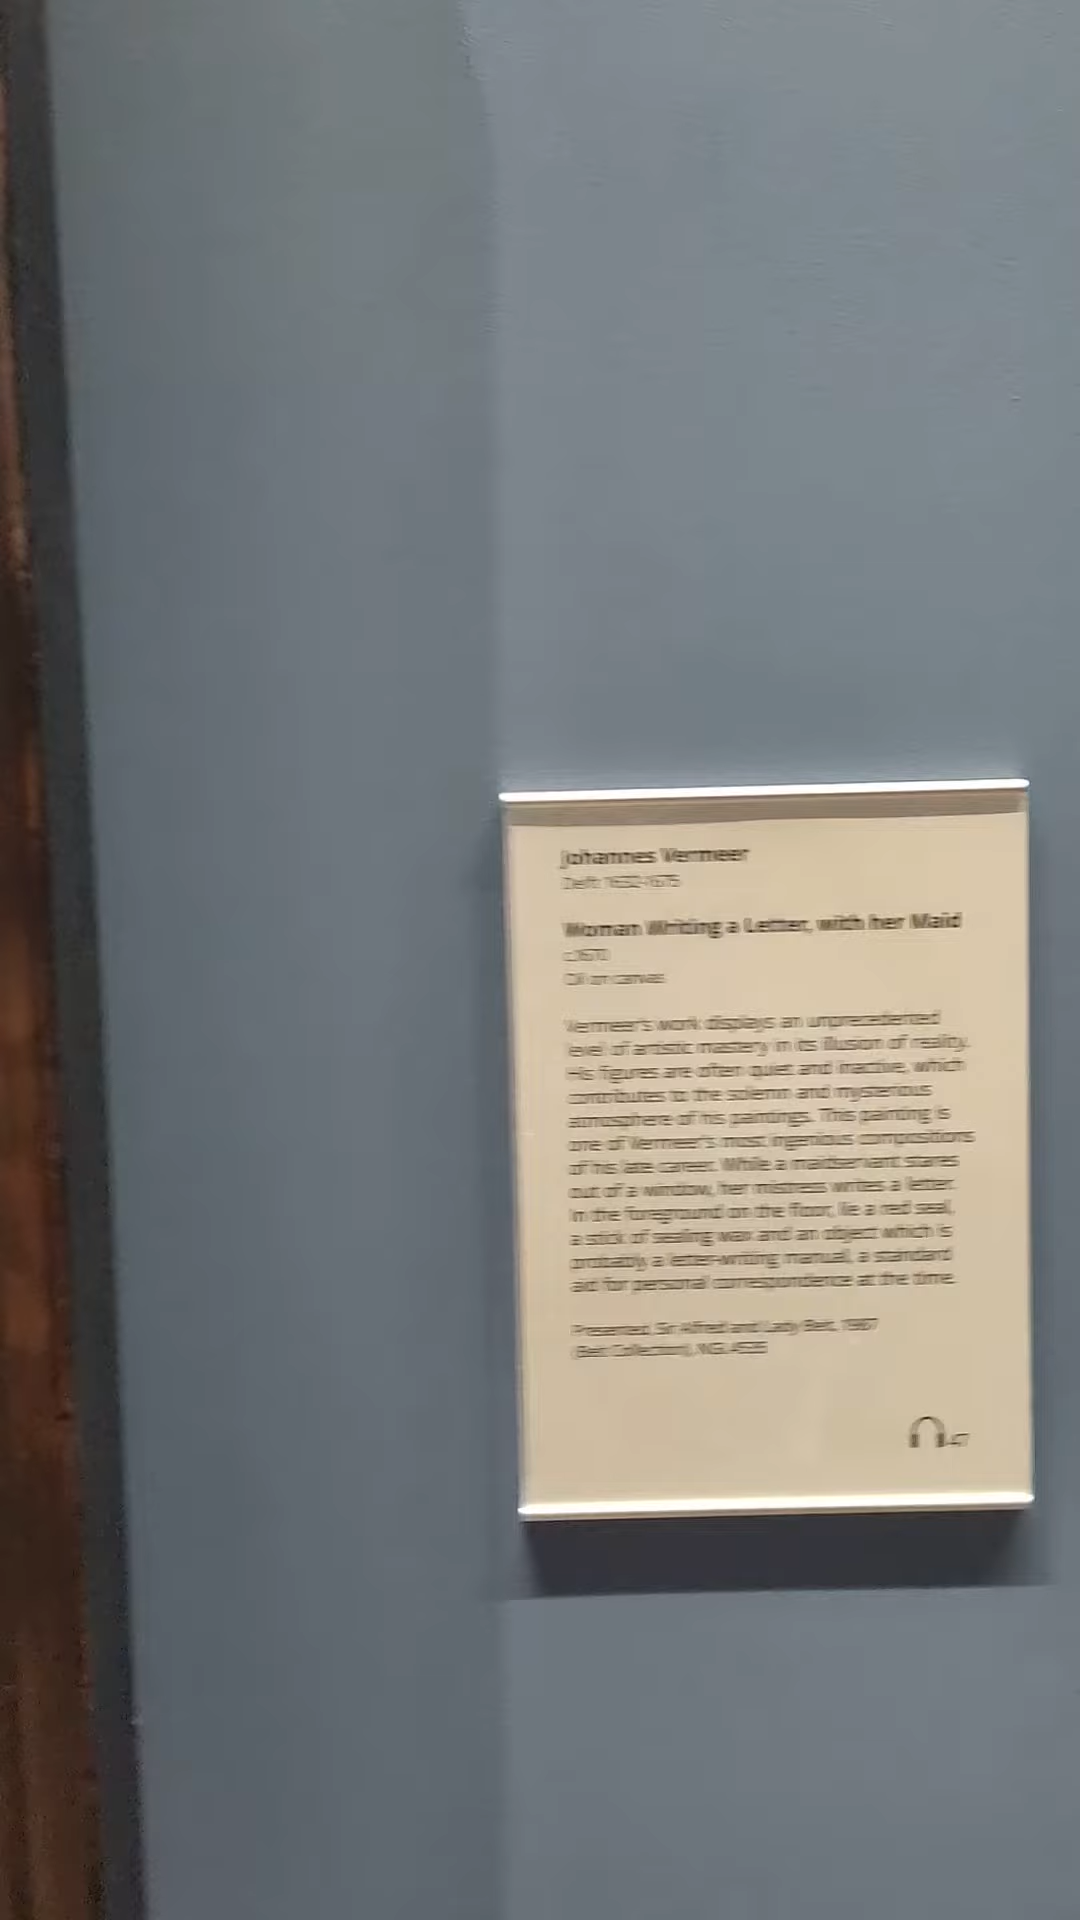 Johannes Vermeer
Delft 1632-1675
Woman Writing a Letter, with her Maid
c.1670
Oil on canvas
Vermeer's work displays an unprecedented
level of artistic mastery in its illusion of reality.
His figures are often quiet and inactive, which
contributes to the solemn and mysterious
atmosphere of his paintings. This painting is
one of Vermeer's most ingenious compositions
of his late career. While a maidservant stares
out of a window, her mistress writes a letter.
In the foreground on the floor, lie a red seal,
a stick of sealing wax and an object which is
probably a letter-writing manual, a standard
aid for personal correspondence at the time.
Presented, Sir Alfred and Lady Beit, 1987
(Beit Collection), NGI.4535
47